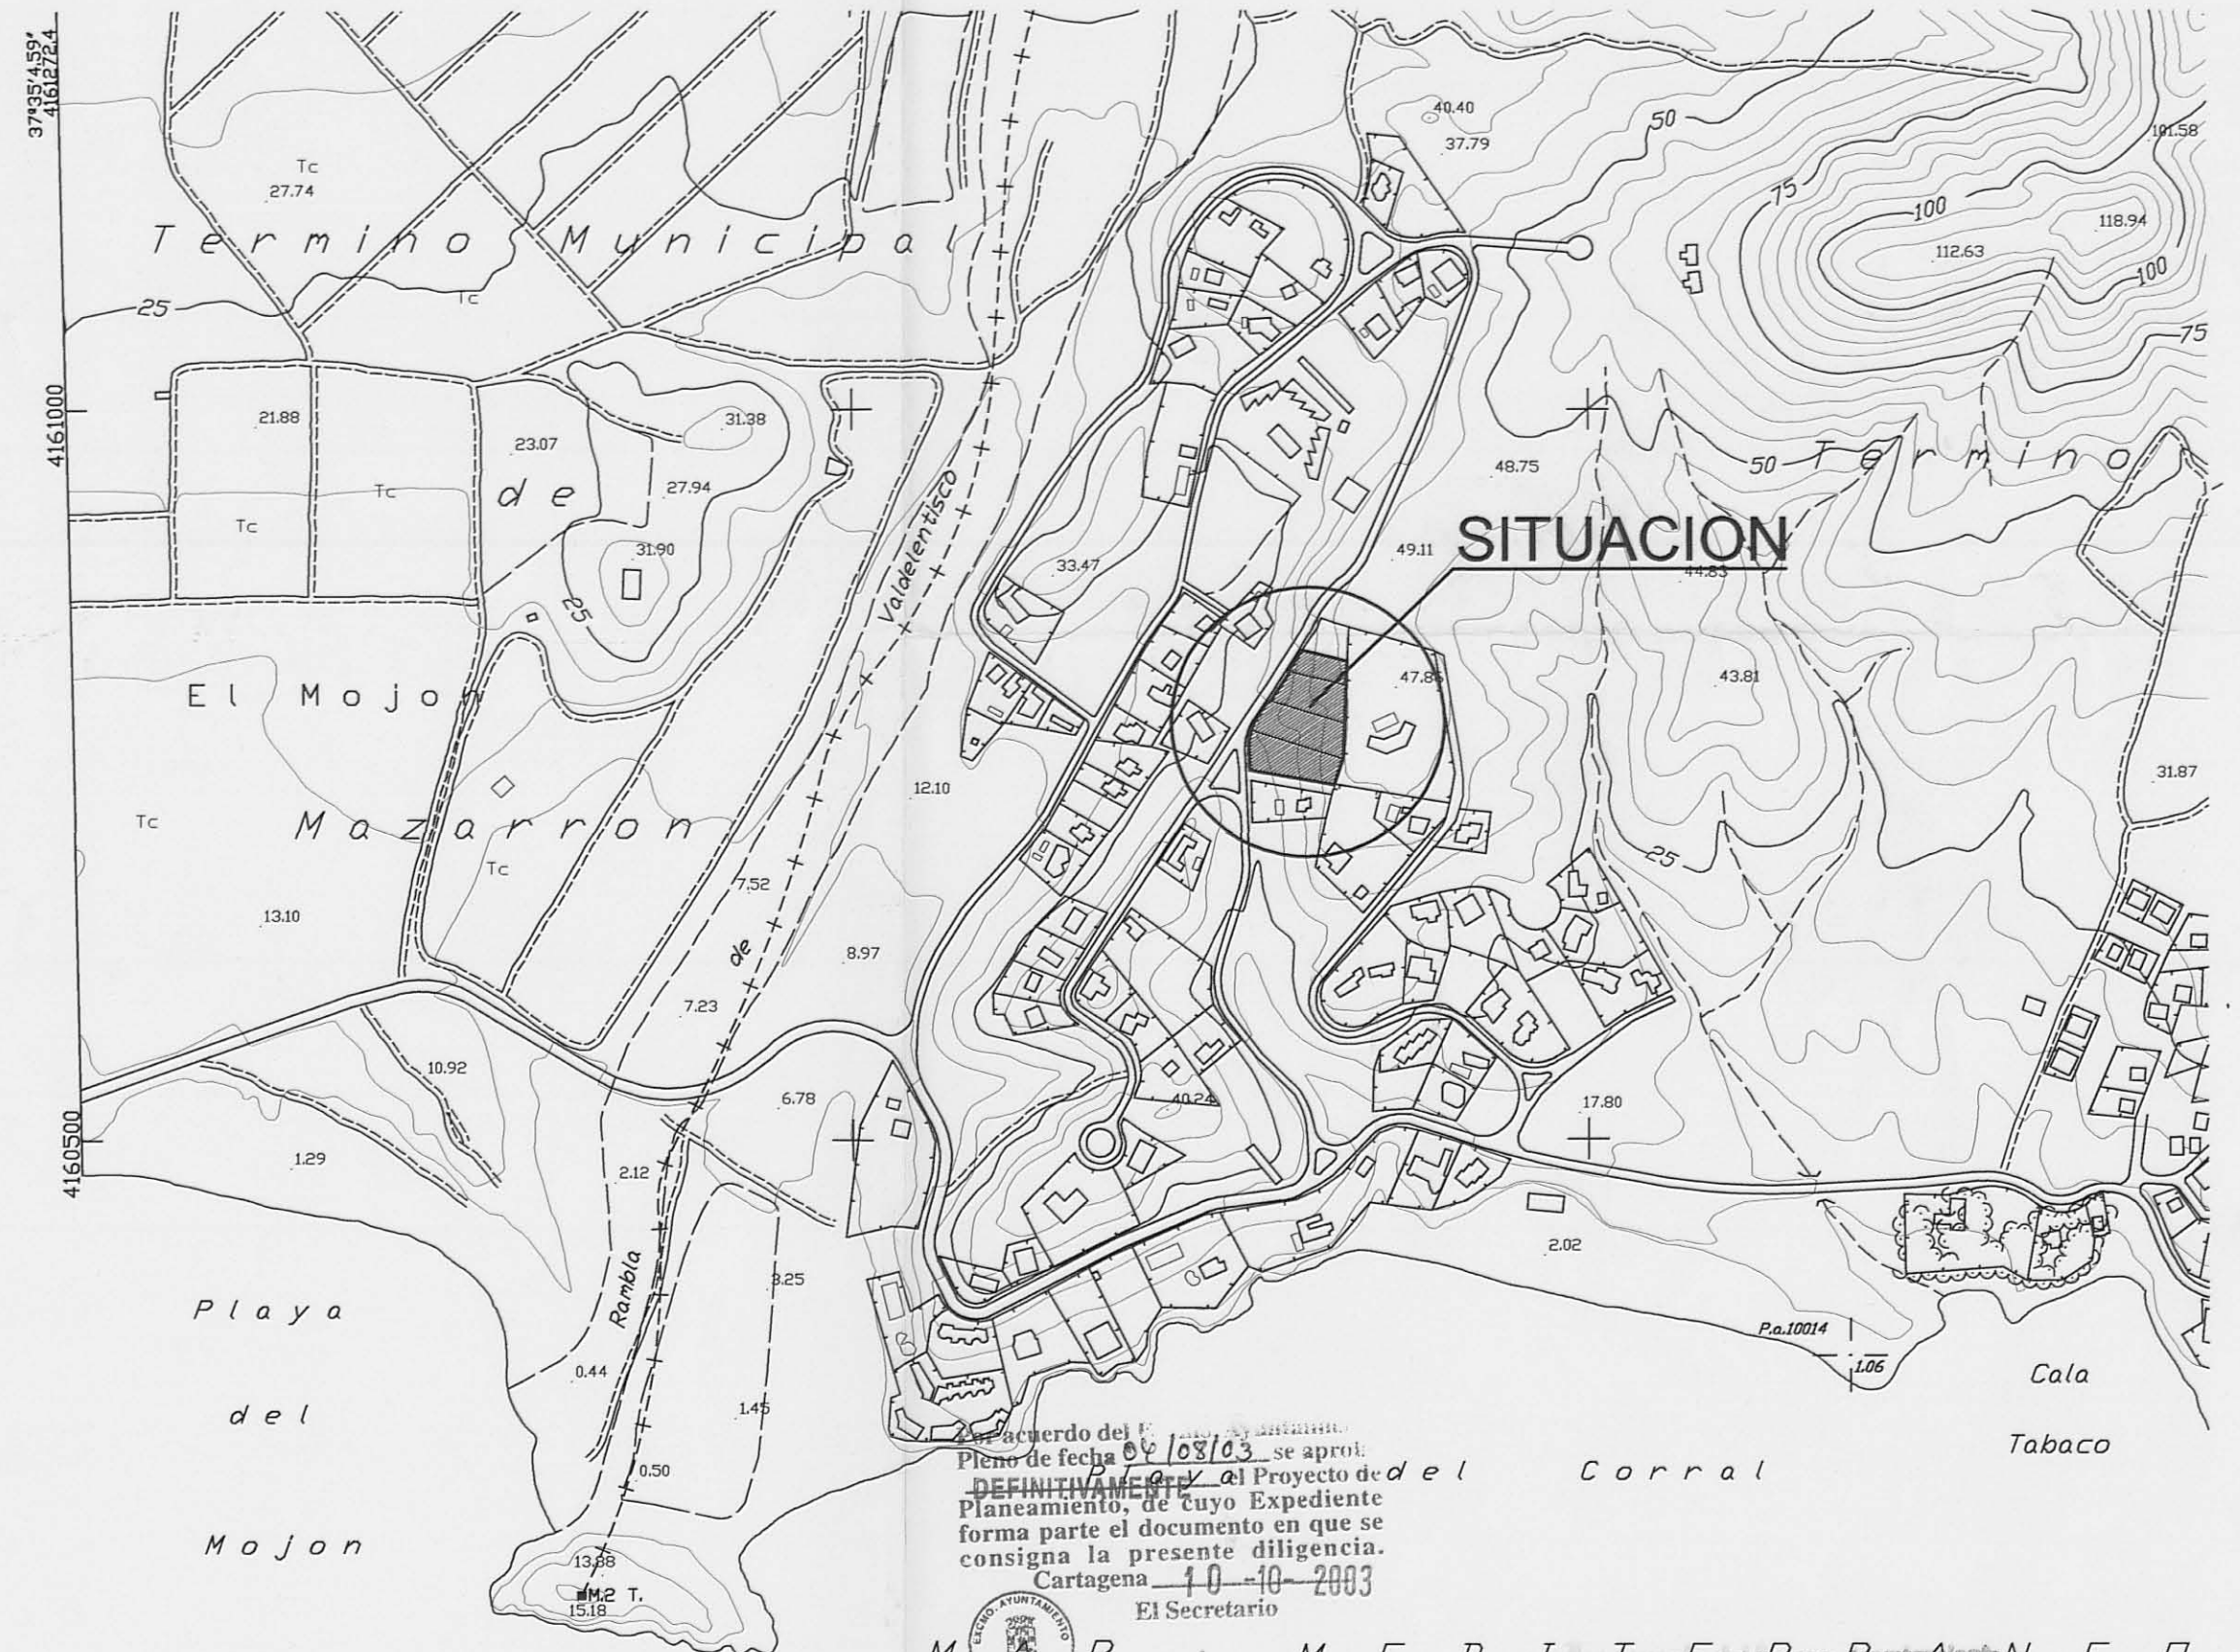 37°35'4.59"
4161272.4
40.40
50
37.79
101.58
Tc
27.74
75
100
118.94
Termino Municipal
112.63
100
Tc
25
75
4161000
21.88
31.38
23.07
48.75
50
Termino
Tc
de
27.94
Tc
Valdelentisco
SITUACION
31.90
49.11
33.47
44.83
25
El Mojon
47.86
43.81
31.87
12.10
Tc
Mazarron
25
Tc
7.52
13.10
de
8.97
7.23
10.92
6.78
40.24
17.80
4160500
1.29
2.12
2.02
Rambla
3.25
Playa
P.a.10014
1.06
0.44
Cala
del
1.45
Tabaco
Por acuerdo del
Pleno de fecha 06/08/03 se
Playa del Corral
0.50
DEFINITIVAMENTE el Proyecto de
Planeamiento, de cuyo Expediente
forma parte el documento en que se
consigna la presente diligencia.
Mojon
13.88
Cartagena 10-10-2003
M.2 T.
15.18
El Secretario
EXCMO. AYUNTAMIENTO